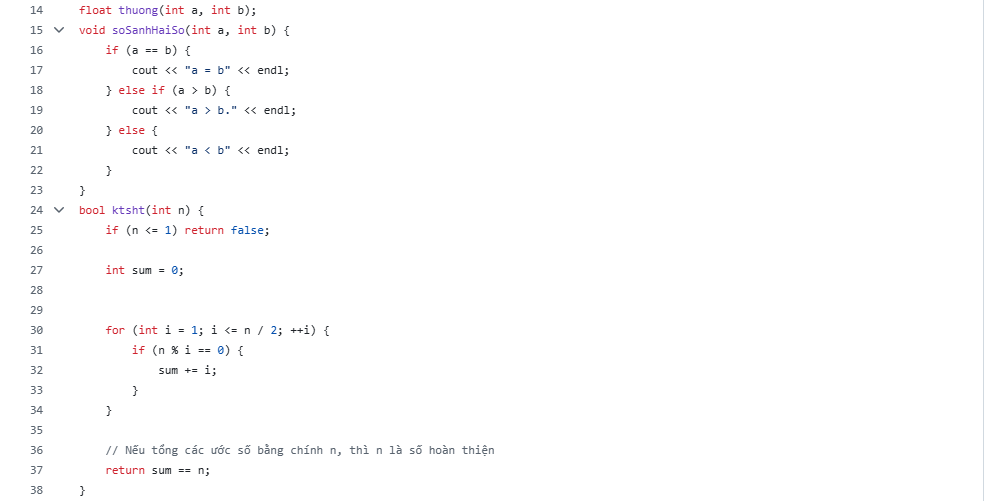 14 float thuong(int a, int b);
15 void soSanhHaiSo(int a, int b) {
16 if (a == b) {
17 cout << "a = b" << endl;
18 } else if (a > b) {
19 cout << "a > b." << endl;
20 } else {
21 cout << "a < b" << endl;
22 }
23 }
24 bool ktsht(int n) {
25 if (n <= 1) return false;
26
27 int sum = 0;
28
29
30 for (int i = 1; i <= n / 2; ++i) {
31 if (n % i == 0) {
32 sum += i;
33 }
34 }
35
36 // Nếu tổng các ước số bằng chính n, thì n là số hoàn thiện
37 return sum == n;
38 }